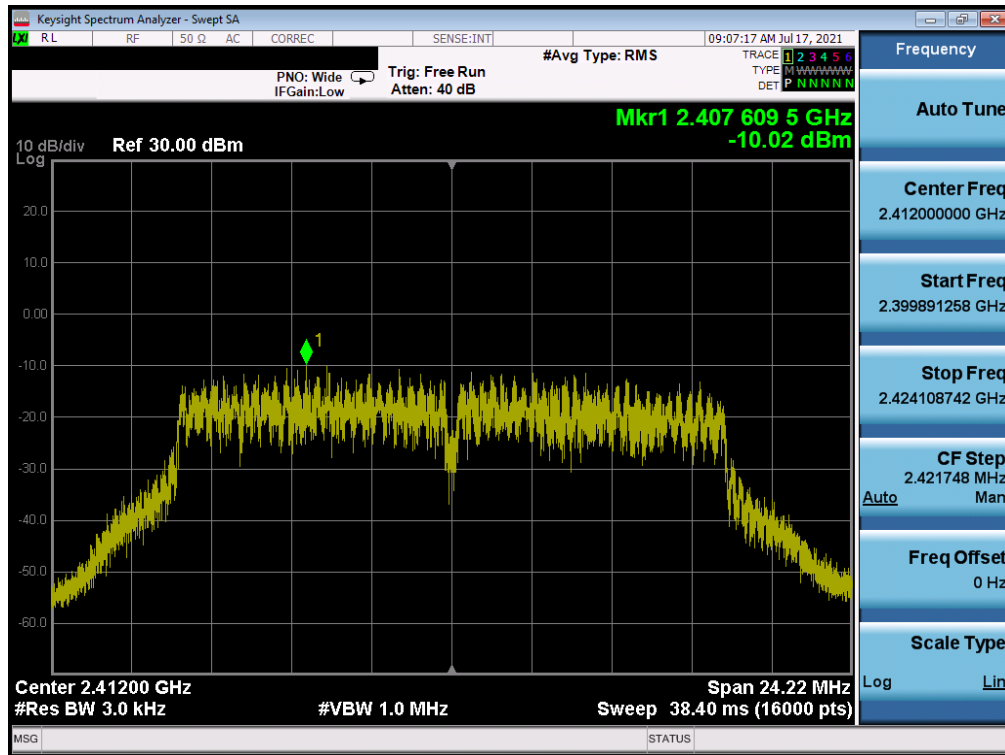 Keysight Spectrum Analyzer - Swept SA
LXI RL RF 50 Ω AC CORREC SENSE:INT 09:07:17 AM Jul 17, 2021
#Avg Type: RMS TRACE 1 2 3 4 5 6
PNO: Wide Trig: Free Run TYPE M WWWWW
IFGain:Low Atten: 40 dB DET P N N N N N
Mkr1 2.407 609 5 GHz
-10.02 dBm
10 dB/div Ref 30.00 dBm
Log
20.0
10.0
0.00
1
-10.0
-20.0
-30.0
-40.0
-50.0
-60.0
Center 2.41200 GHz Span 24.22 MHz
#Res BW 3.0 kHz #VBW 1.0 MHz Sweep 38.40 ms (16000 pts)
MSG STATUS
Frequency
Auto Tune
Center Freq
2.412000000 GHz
Start Freq
2.399891258 GHz
Stop Freq
2.424108742 GHz
CF Step
2.421748 MHz
Auto Man
Freq Offset
0 Hz
Scale Type
Log Lin